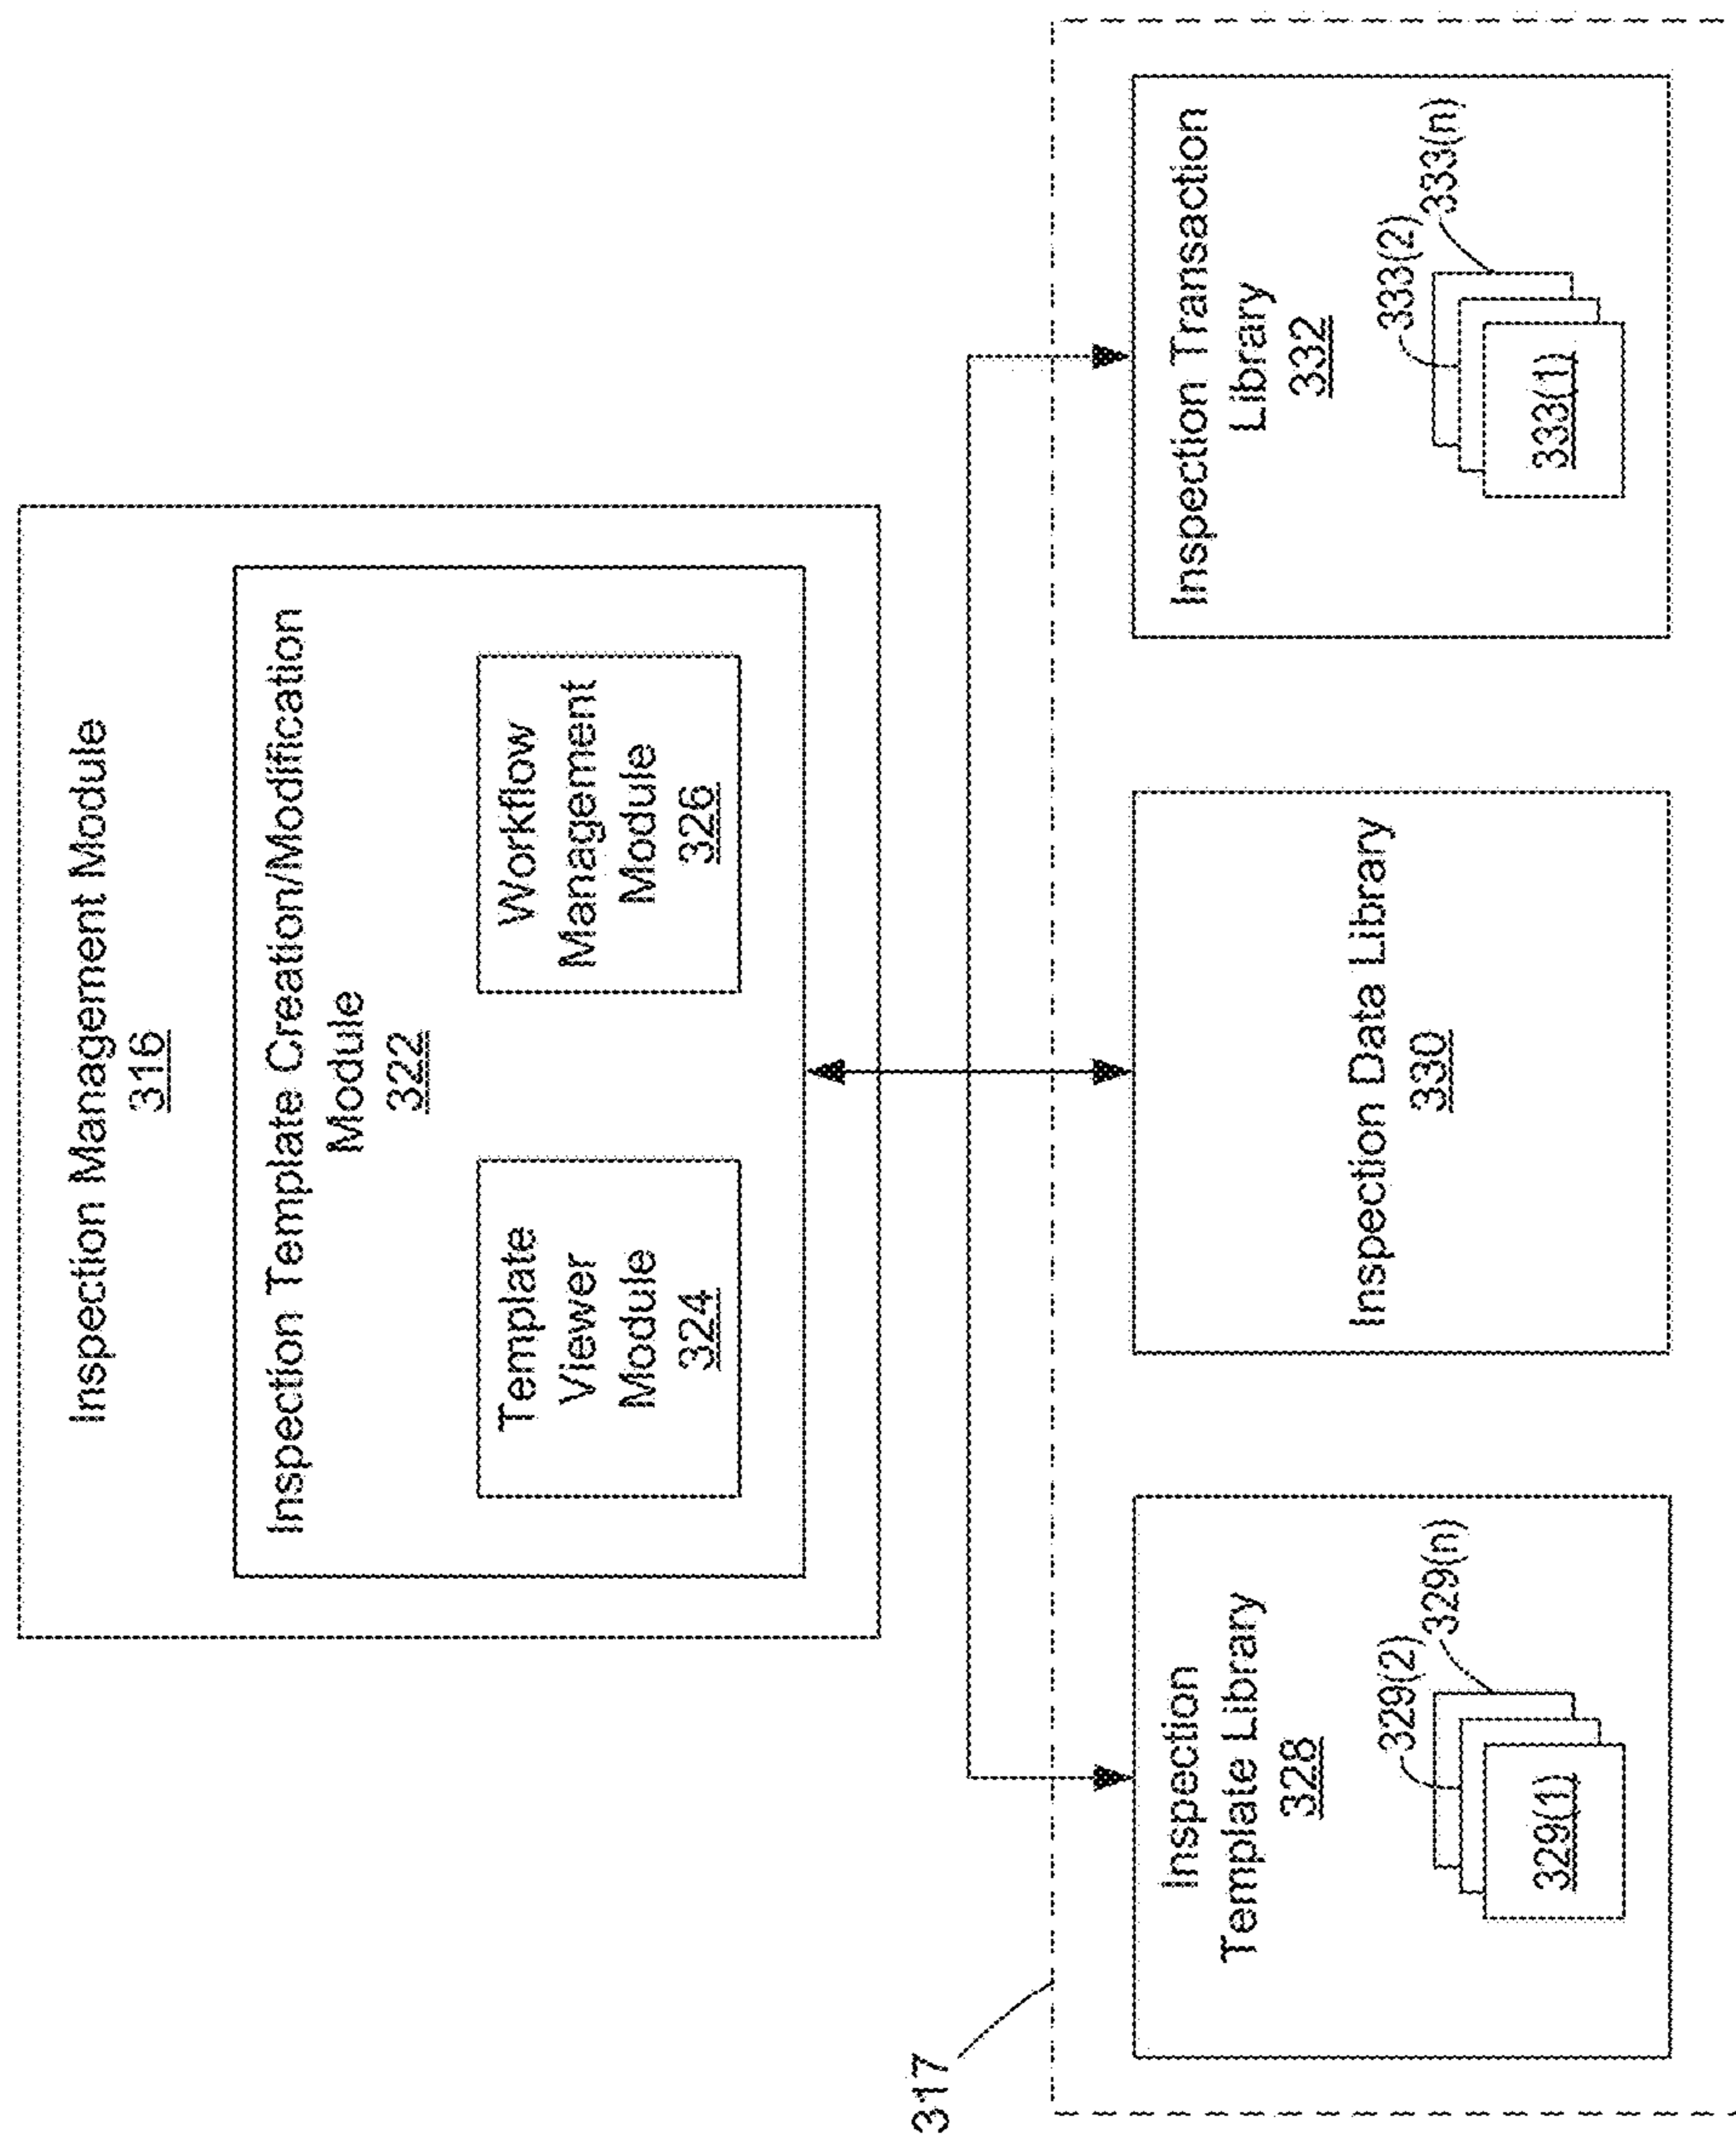 Inspection Management Module
316
Inspection Template Creation/Modification
Module
322
Template
Viewer
Module
324
Workflow
Management
Module
326
317
Inspection
Template Library
328
329(2)
329(n)
329(1)
Inspection Data Library
330
Inspection Transaction
Library
332
333(2)
333(n)
333(1)